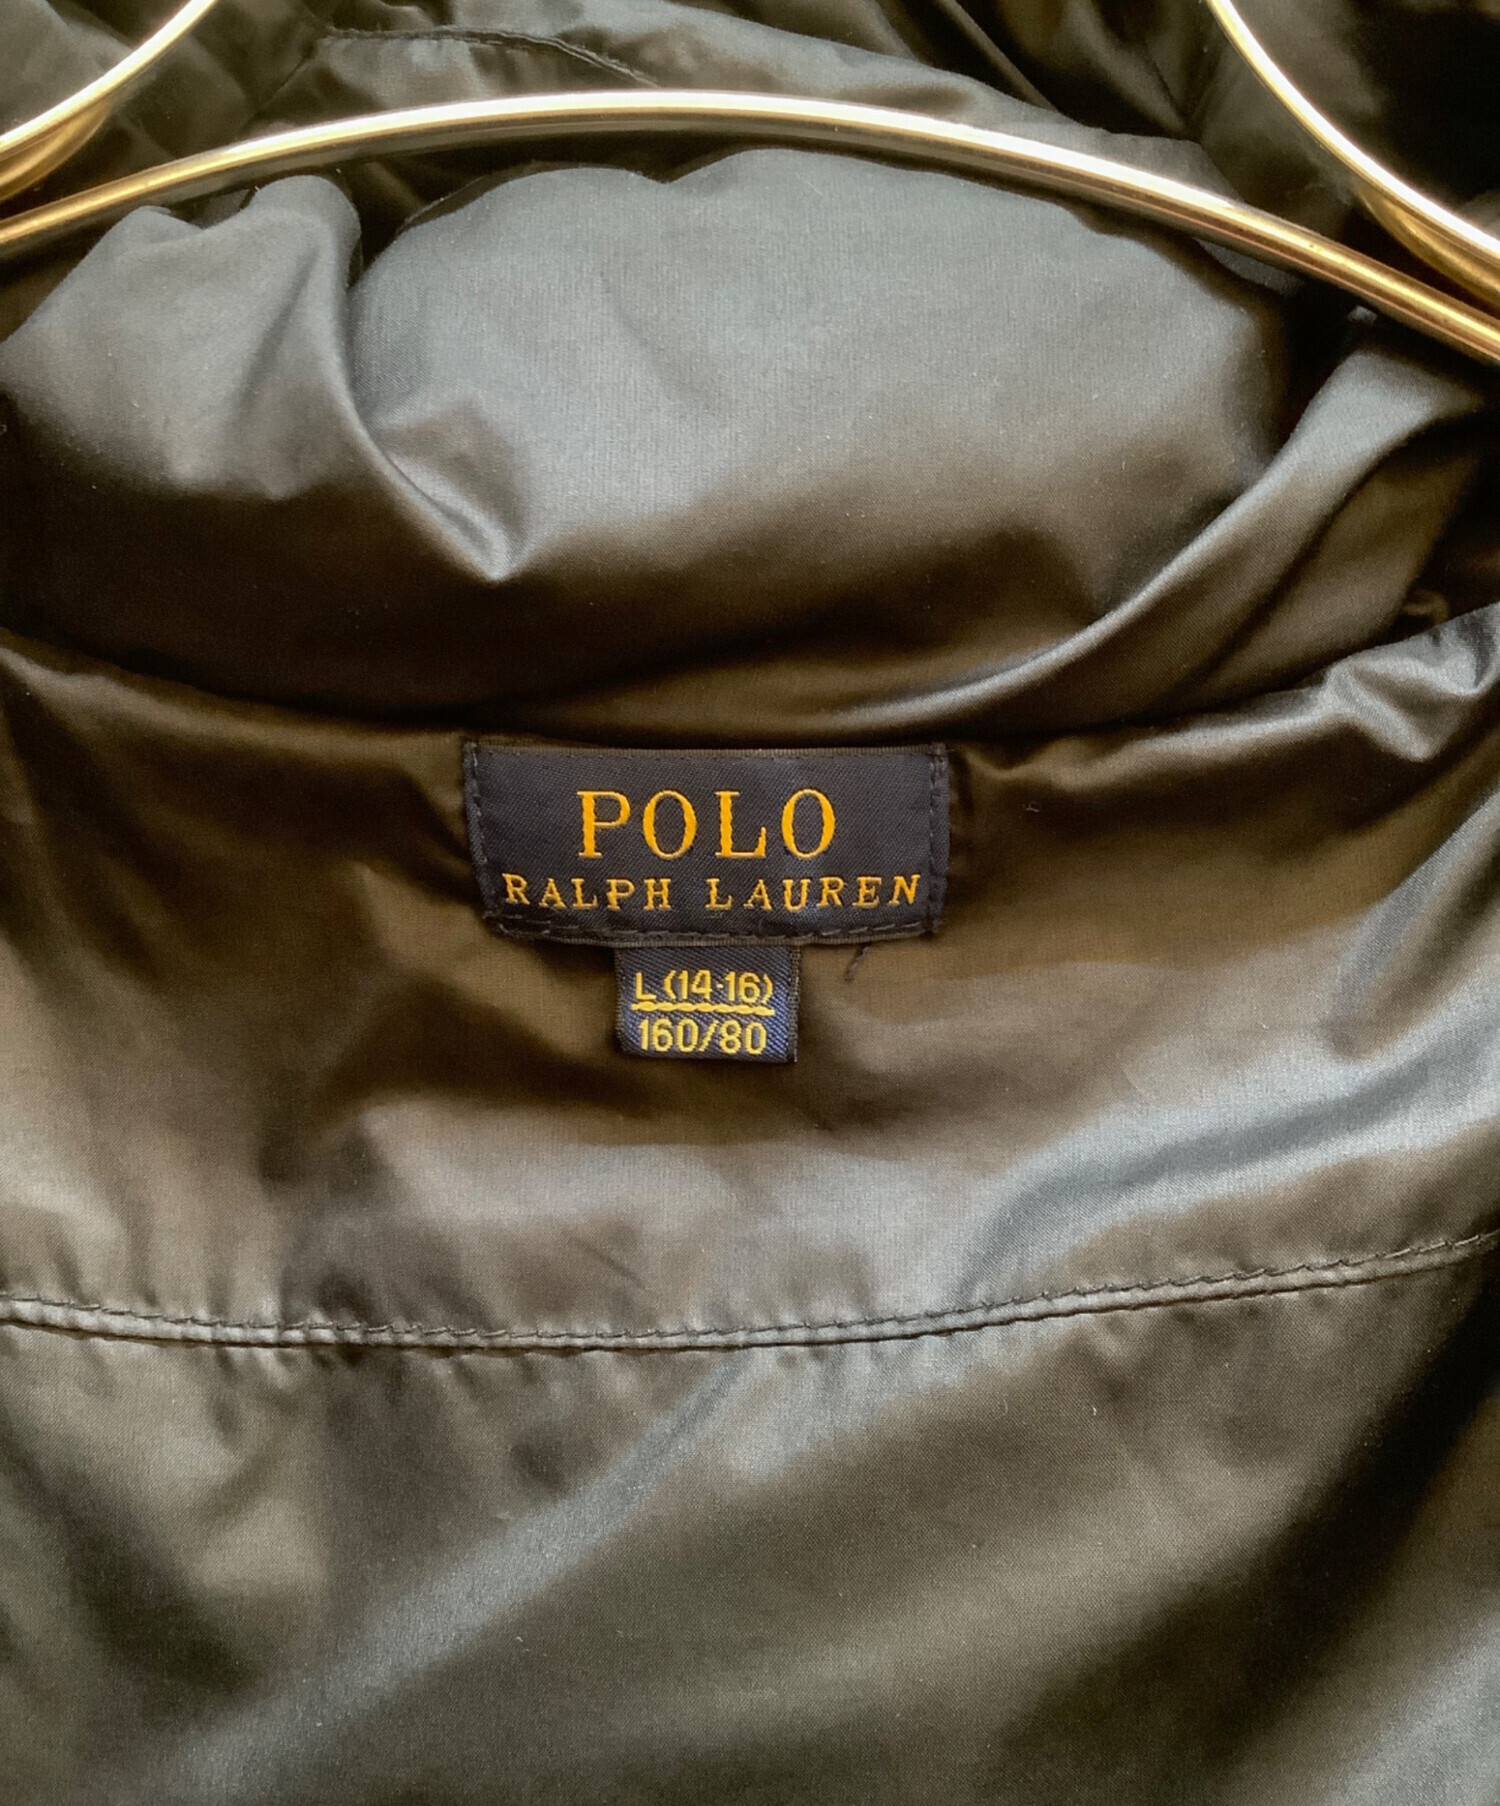 POLO
RALPH LAUREN
L (14-16)
160/80